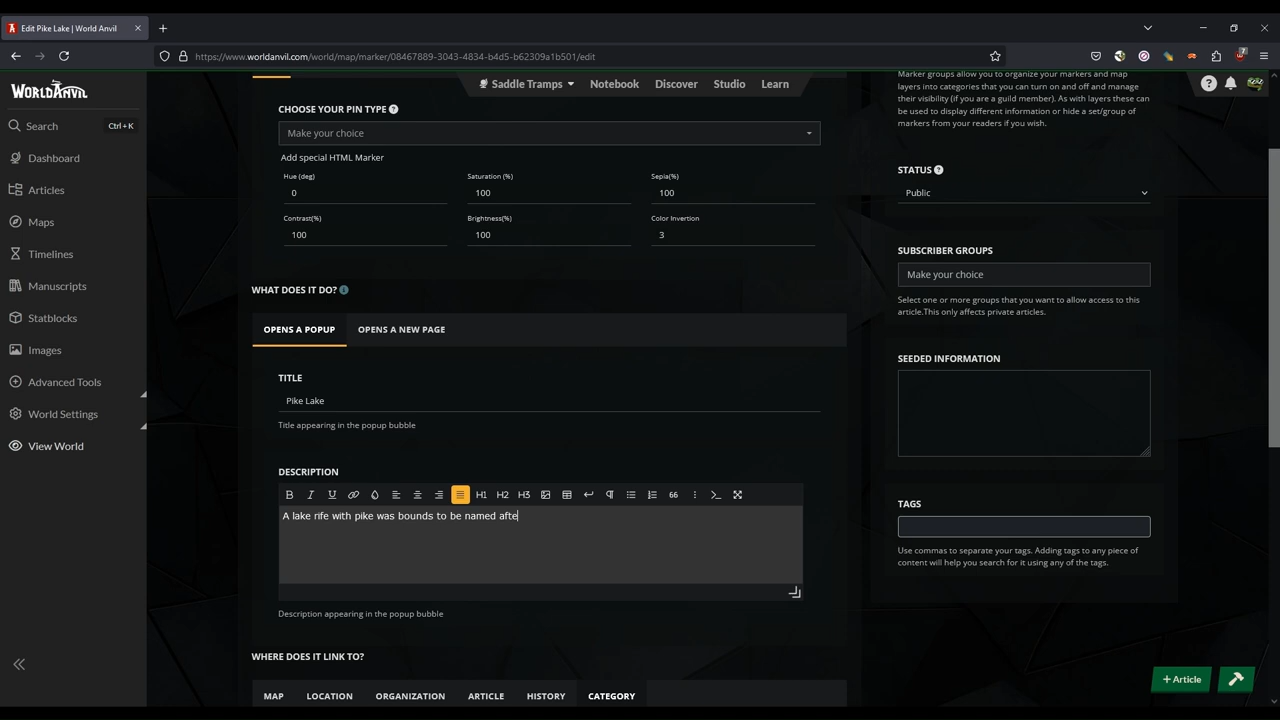 Edit Pike Lake | World Anvil
https://www.worldanvil.com/world/map/marker/08467889-3043-4834-b4d5-b62309a1b501/edit
7
WORLDANVIL
Saddle Tramps
Notebook
Discover
Studio
Learn
Search
Ctrl+K
Dashboard
Articles
Maps
Timelines
Manuscripts
Statblocks
Images
Advanced Tools
World Settings
View World
CHOOSE YOUR PIN TYPE
Make your choice
Add special HTML Marker
Hue (deg)
Saturation (%)
Sepia(%)
0
100
100
Contrast(%)
Brightness(%)
Color Invertion
100
100
3
WHAT DOES IT DO?
OPENS A POPUP
OPENS A NEW PAGE
TITLE
Pike Lake
Title appearing in the popup bubble
DESCRIPTION
B I U H1 H2 H3 66
A lake rife with pike was bounds to be named afte
Description appearing in the popup bubble
WHERE DOES IT LINK TO?
MAP
LOCATION
ORGANIZATION
ARTICLE
HISTORY
CATEGORY
Marker groups allow you to organize your markers and map
layers into categories that you can turn on and off and manage
their visibility (if you are a guild member). As with layers these can
be used to display different information or hide a set/group of
markers from your readers if you wish.
STATUS
Public
SUBSCRIBER GROUPS
Make your choice
Select one or more groups that you want to allow access to this
article.This only affects private articles.
SEEDED INFORMATION
TAGS
Use commas to separate your tags. Adding tags to any piece of
content will help you search for it using any of the tags.
+ Article